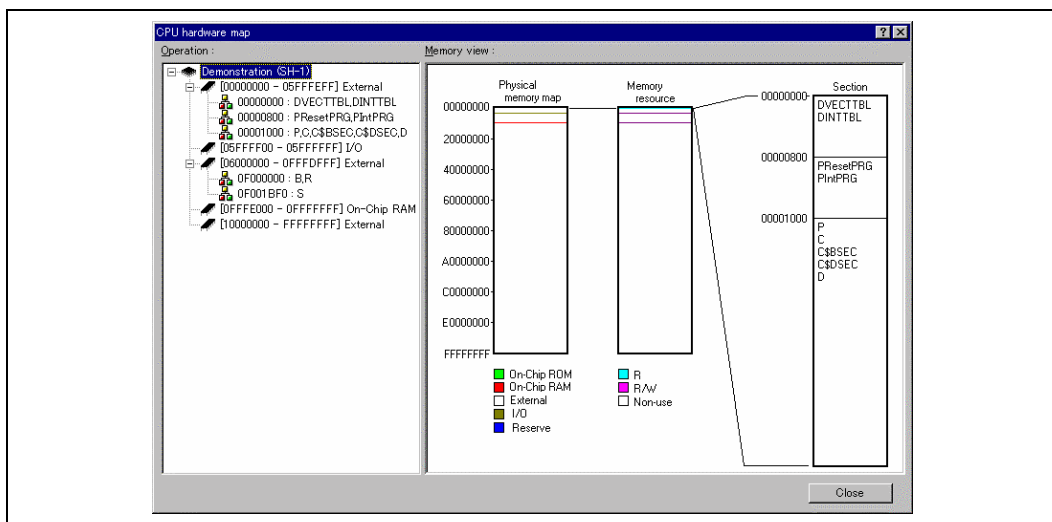 CPU hardware map
Operation :
Demonstration (SH-1)
[00000000 - 05FFFEFF] External
00000000 : DVECTTBL,DINTTBL
00000800 : PResetPRG,PIntPRG
00001000 : P,C,C$BSEC,C$DSEC,D
[05FFFF00 - 05FFFFFF] I/O
[06000000 - 0FFFDFFF] External
0F000000 : B,R
0F001BF0 : S
[0FFFE000 - 0FFFFFFF] On-Chip RAM
[10000000 - FFFFFFFF] External
Memory view :
Physical
memory map
00000000
20000000
40000000
60000000
80000000
A0000000
C0000000
E0000000
FFFFFFFF
On-Chip ROM
On-Chip RAM
External
I/O
Reserve
Memory
resource
R
R/W
Non-use
Section
00000000
DVECTTBL
DINTTBL
00000800
PResetPRG
PIntPRG
00001000
P
C
C$BSEC
C$DSEC
D
Close